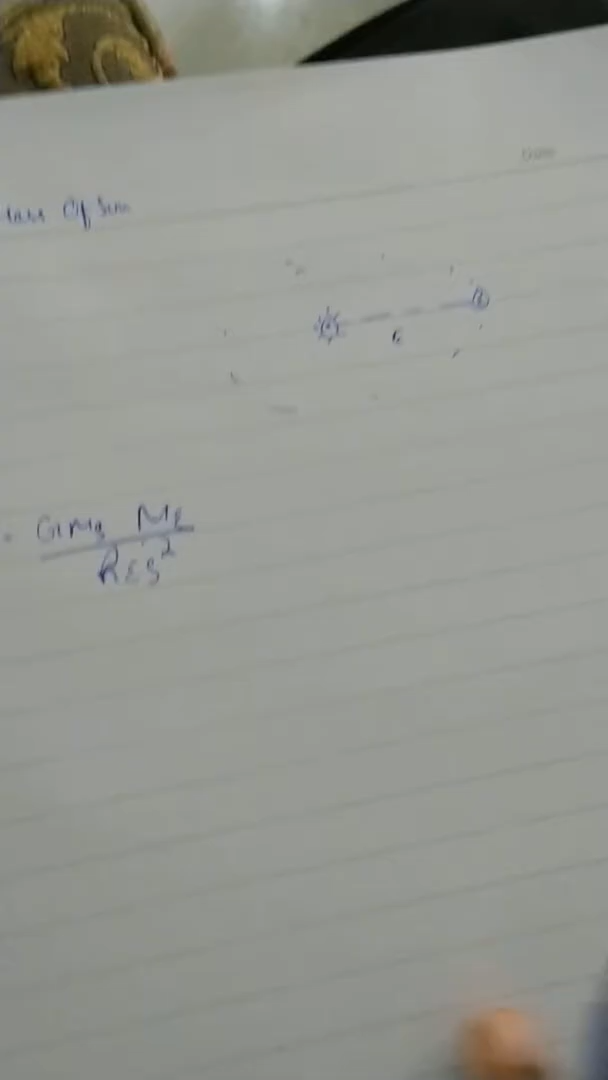 Mass Of Sun
r
= GMs ME
RES²